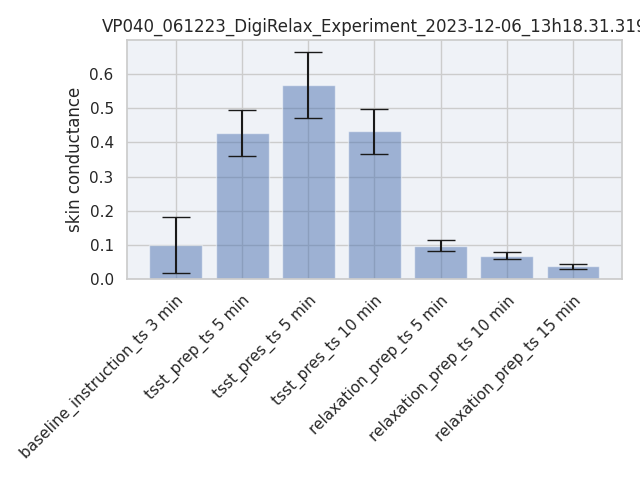 VP040_061223_DigiRelax_Experiment_2023-12-06_13h18.31.319
skin conductance
0.6
0.5
0.4
0.3
0.2
0.1
0.0
baseline_instruction_ts 3 min
tsst_prep_ts 5 min
tsst_pres_ts 5 min
tsst_pres_ts 10 min
relaxation_prep_ts 5 min
relaxation_prep_ts 10 min
relaxation_prep_ts 15 min